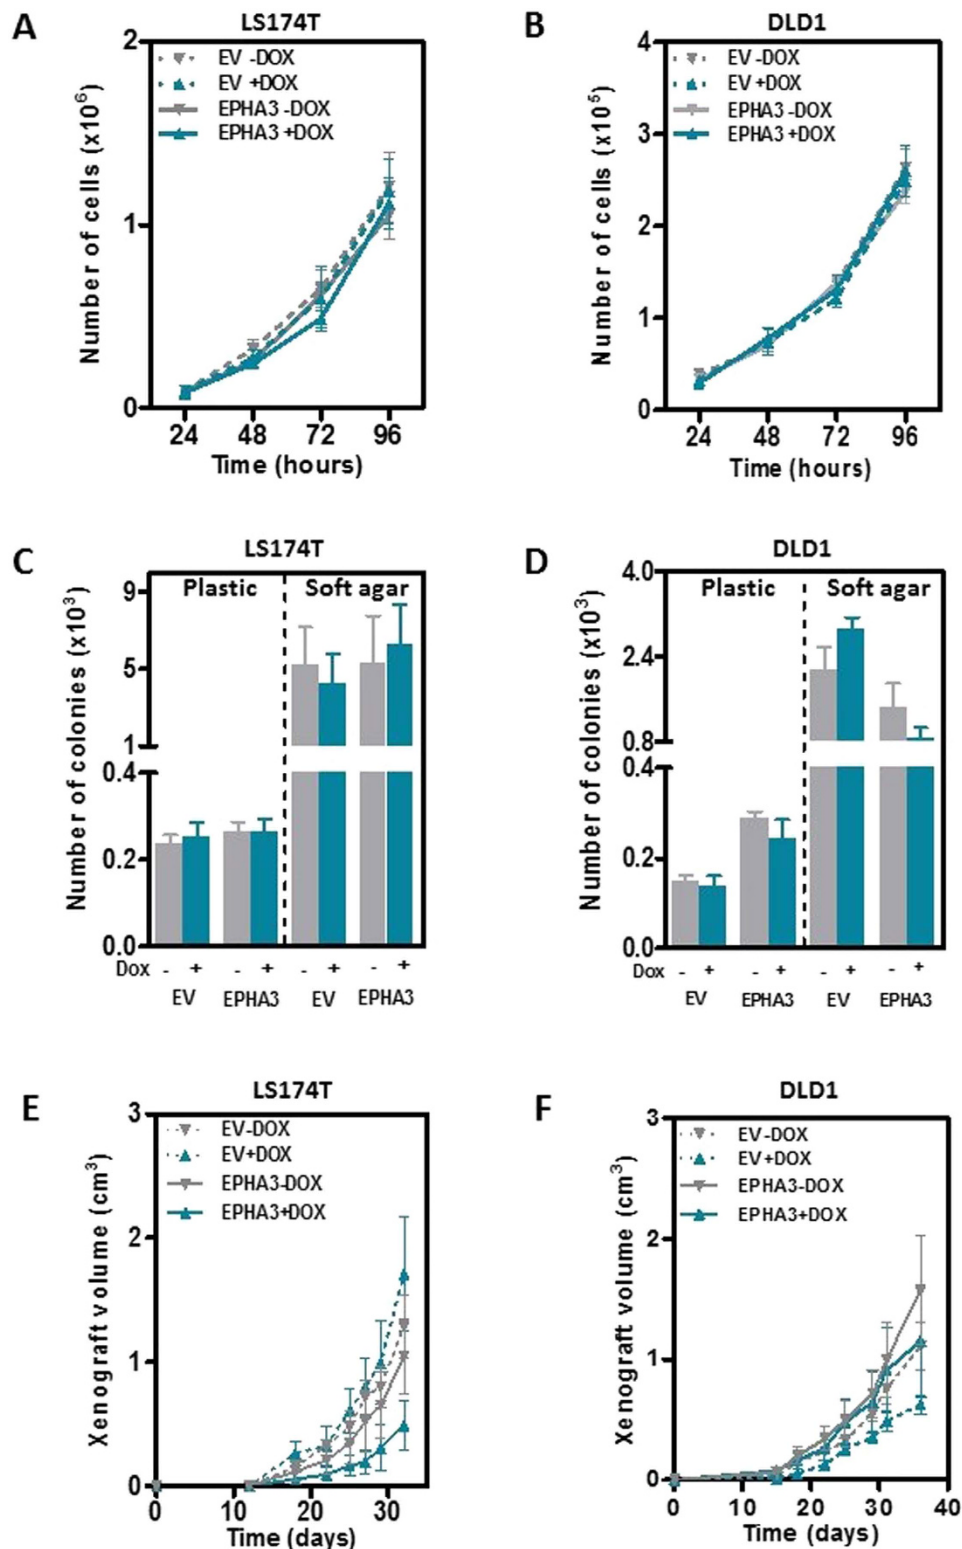 A
LS174T
EV -DOX
EV +DOX
EPHA3 -DOX
EPHA3 +DOX
Number of cells (x10⁶)
2
1
0
24 48 72 96
Time (hours)
B
DLD1
EV -DOX
EV +DOX
EPHA3 -DOX
EPHA3 +DOX
Number of cells (x10⁵)
4
3
2
1
0
24 48 72 96
Time (hours)
C
LS174T
Plastic Soft agar
Number of colonies (x10³)
9
5
1
0.4
0.2
0.0
Dox - + - + - + - +
EV EPHA3 EV EPHA3
D
DLD1
Plastic Soft agar
Number of colonies (x10³)
4.0
2.4
0.8
0.4
0.2
0.0
Dox - + - + - + - +
EV EPHA3 EV EPHA3
E
LS174T
EV-DOX
EV+DOX
EPHA3-DOX
EPHA3+DOX
Xenograft volume (cm³)
3
2
1
0
0 10 20 30
Time (days)
F
DLD1
EV-DOX
EV+DOX
EPHA3-DOX
EPHA3+DOX
Xenograft volume (cm³)
3
2
1
0
0 10 20 30 40
Time (days)